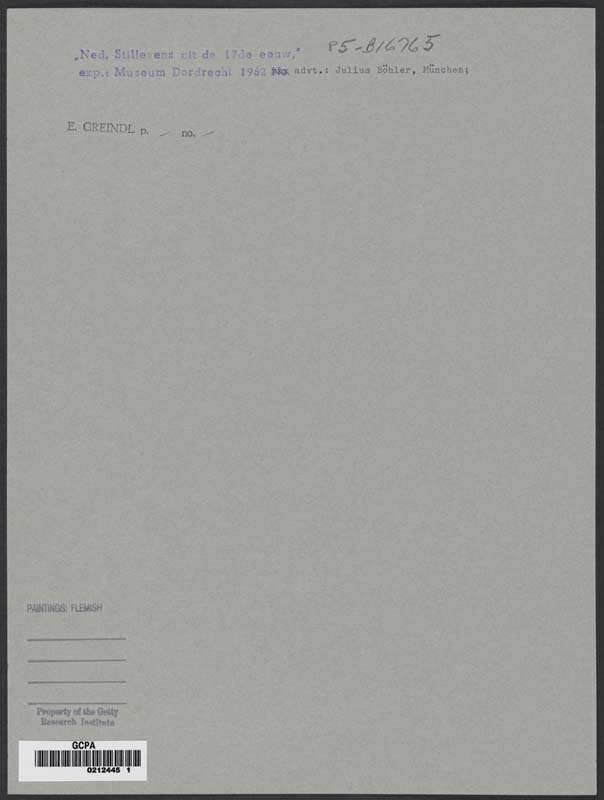 85-B16765
„Ned. Stillevens uit de 17de eeuw,"
exp.: Museum Dordrecht 1962 advt.: Julius Böhler, München;
E. GREINDL p. — no. —
PAINTINGS: FLEMISH
Property of the Getty
Research Institute
GCPA
0212445 1